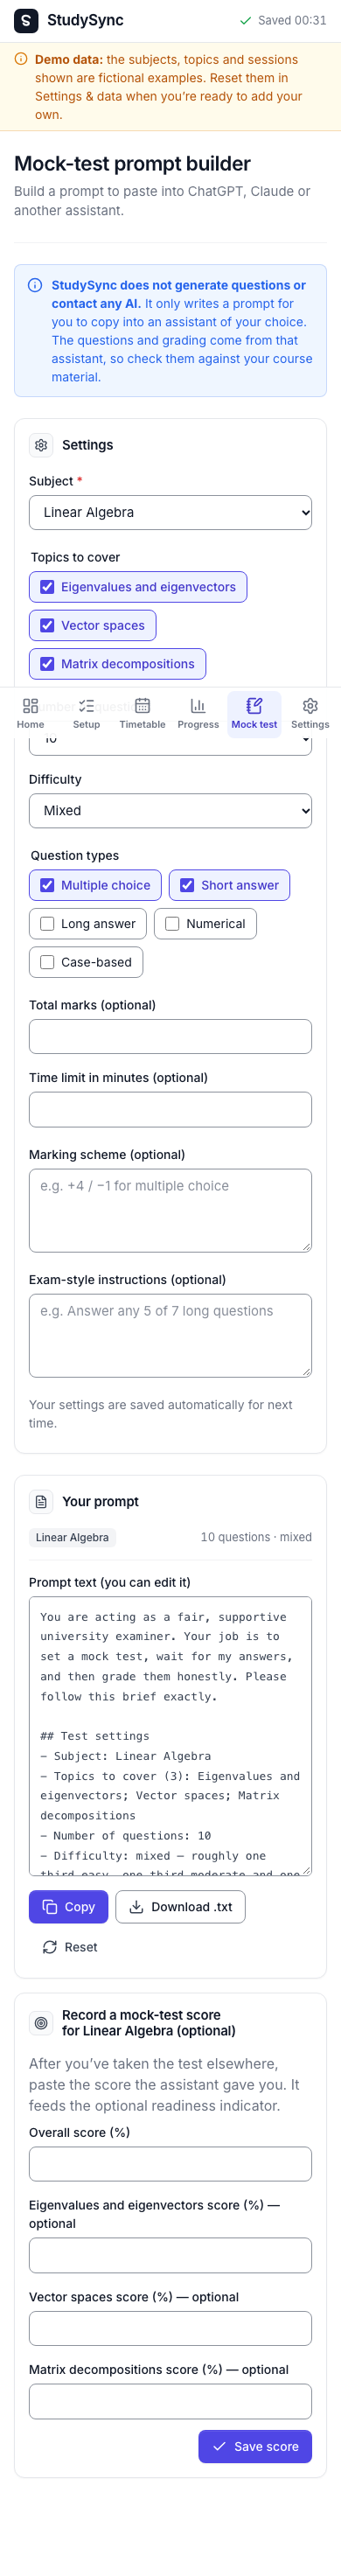 StudySync
Saved 00:31
Demo data: the subjects, topics and sessions
shown are fictional examples. Reset them in
Settings & data when you're ready to add your
own.
Mock-test prompt builder
Build a prompt to paste into ChatGPT, Claude or
another assistant.
StudySync does not generate questions or
contact any AI. It only writes a prompt for
you to copy into an assistant of your choice.
The questions and grading come from that
assistant, so check them against your course
material.
Settings
Subject *
Linear Algebra
Topics to cover
Eigenvalues and eigenvectors
Vector spaces
Matrix decompositions
Home
Setup
Timetable
Progress
Mock test
Settings
10
Difficulty
Mixed
Question types
Multiple choice
Short answer
Long answer
Numerical
Case-based
Total marks (optional)
Time limit in minutes (optional)
Marking scheme (optional)
e.g. +4 / −1 for multiple choice
Exam-style instructions (optional)
e.g. Answer any 5 of 7 long questions
Your settings are saved automatically for next
time.
Your prompt
Linear Algebra
10 questions · mixed
Prompt text (you can edit it)
You are acting as a fair, supportive
university examiner. Your job is to
set a mock test, wait for my answers,
and then grade them honestly. Please
follow this brief exactly.
## Test settings
– Subject: Linear Algebra
– Topics to cover (3): Eigenvalues and
eigenvectors; Vector spaces; Matrix
decompositions
– Number of questions: 10
– Difficulty: mixed — roughly one
third easy, one third moderate and one
Copy
Download .txt
Reset
Record a mock-test score
for Linear Algebra (optional)
After you've taken the test elsewhere,
paste the score the assistant gave you. It
feeds the optional readiness indicator.
Overall score (%)
Eigenvalues and eigenvectors score (%) —
optional
Vector spaces score (%) — optional
Matrix decompositions score (%) — optional
Save score